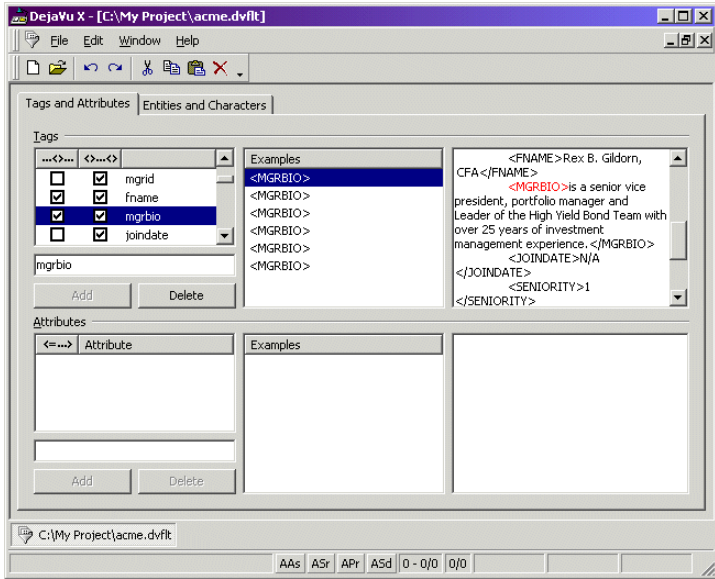 DejaVu X - [C:\My Project\acme.dvflt]
File Edit Window Help
Tags and Attributes Entities and Characters
Tags
...<>... <>...<>
mgrid
fname
mgrbio
joindate
mgrbio
Add Delete
Examples
<MGRBIO>
<MGRBIO>
<MGRBIO>
<MGRBIO>
<MGRBIO>
<MGRBIO>
<FNAME>Rex B. Gildorn,
CFA</FNAME>
<MGRBIO>is a senior vice
president, portfolio manager and
Leader of the High Yield Bond Team with
over 25 years of investment
management experience.</MGRBIO>
<JOINDATE>N/A
</JOINDATE>
<SENIORITY>1
</SENIORITY>
Attributes
<=...> Attribute
Add Delete
Examples
C:\My Project\acme.dvflt
AAs ASr APr ASd 0 - 0/0 0/0